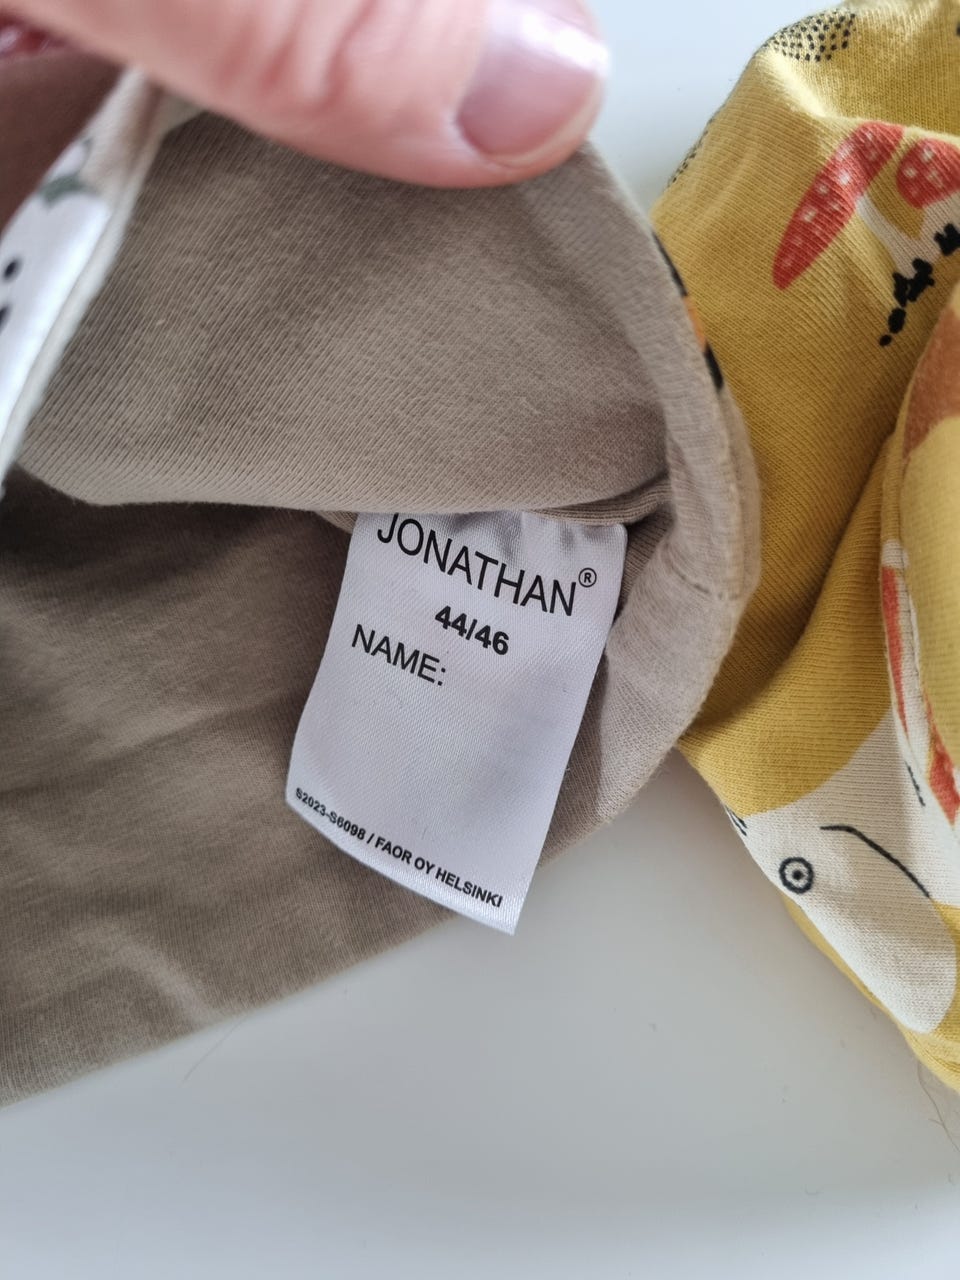 JONATHAN®
44/46
NAME:
S2023-S6098 / FAOR OY HELSINKI